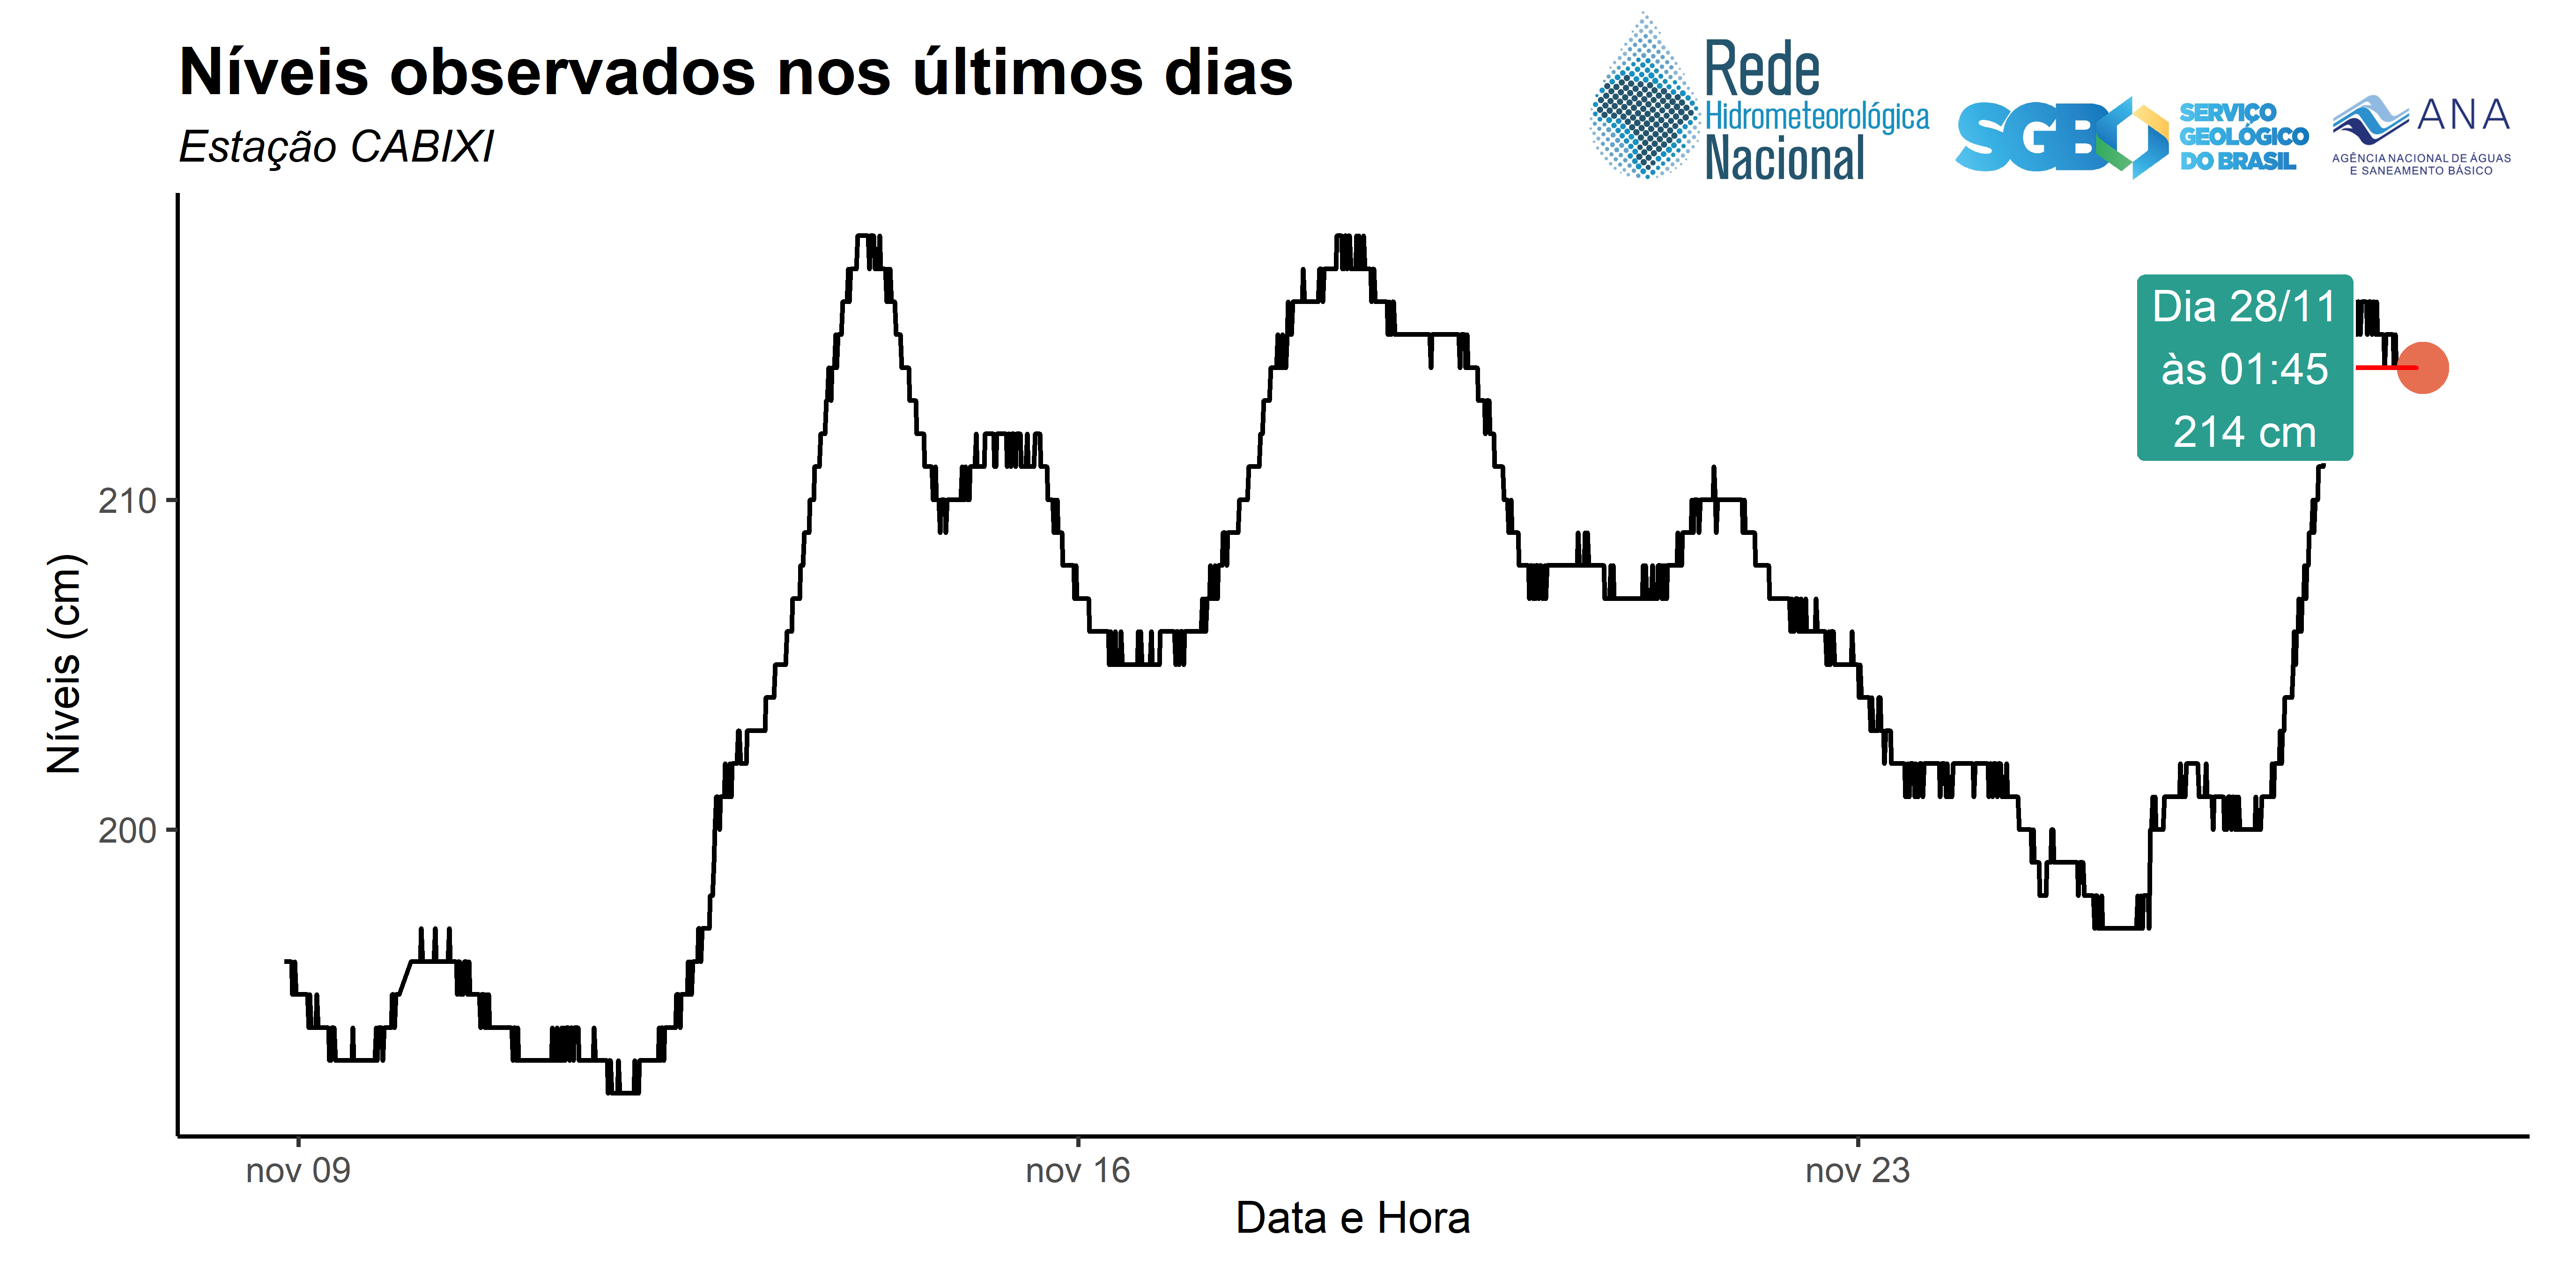 Níveis observados nos últimos dias
Estação CABIXI
Rede
Hidrometeorológica
Nacional
SGB
SERVIÇO
GEOLÓGICO
DO BRASIL
ANA
AGÊNCIA NACIONAL DE ÁGUAS
E SANEAMENTO BÁSICO
Dia 28/11
às 01:45
214 cm
210
200
Níveis (cm)
nov 09
nov 16
nov 23
Data e Hora